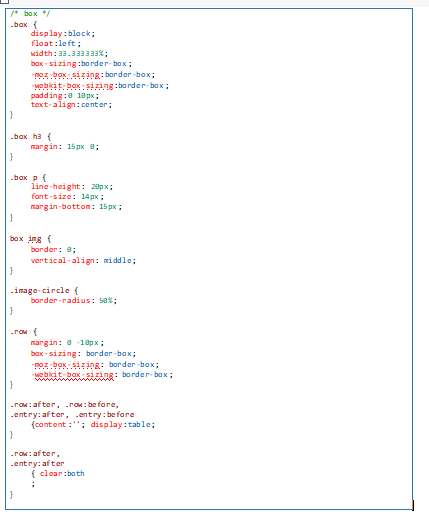 /* box */
.box {
display:block;
float:left;
width:33.333333%;
box-sizing:border-box;
-moz-box-sizing:border-box;
-webkit-box-sizing:border-box;
padding:0 10px;
text-align:center;
}
.box h3 {
margin: 15px 0;
}
.box p {
line-height: 20px;
font-size: 14px;
margin-bottom: 15px;
}
box img {
border: 0;
vertical-align: middle;
}
.image-circle {
border-radius: 50%;
}
.row {
margin: 0 -10px;
box-sizing: border-box;
-moz-box-sizing: border-box;
-webkit-box-sizing: border-box;
}
.row:after, .row:before,
.entry:after, .entry:before
{content:''; display:table;
}
.row:after,
.entry:after
{ clear:both
;
}